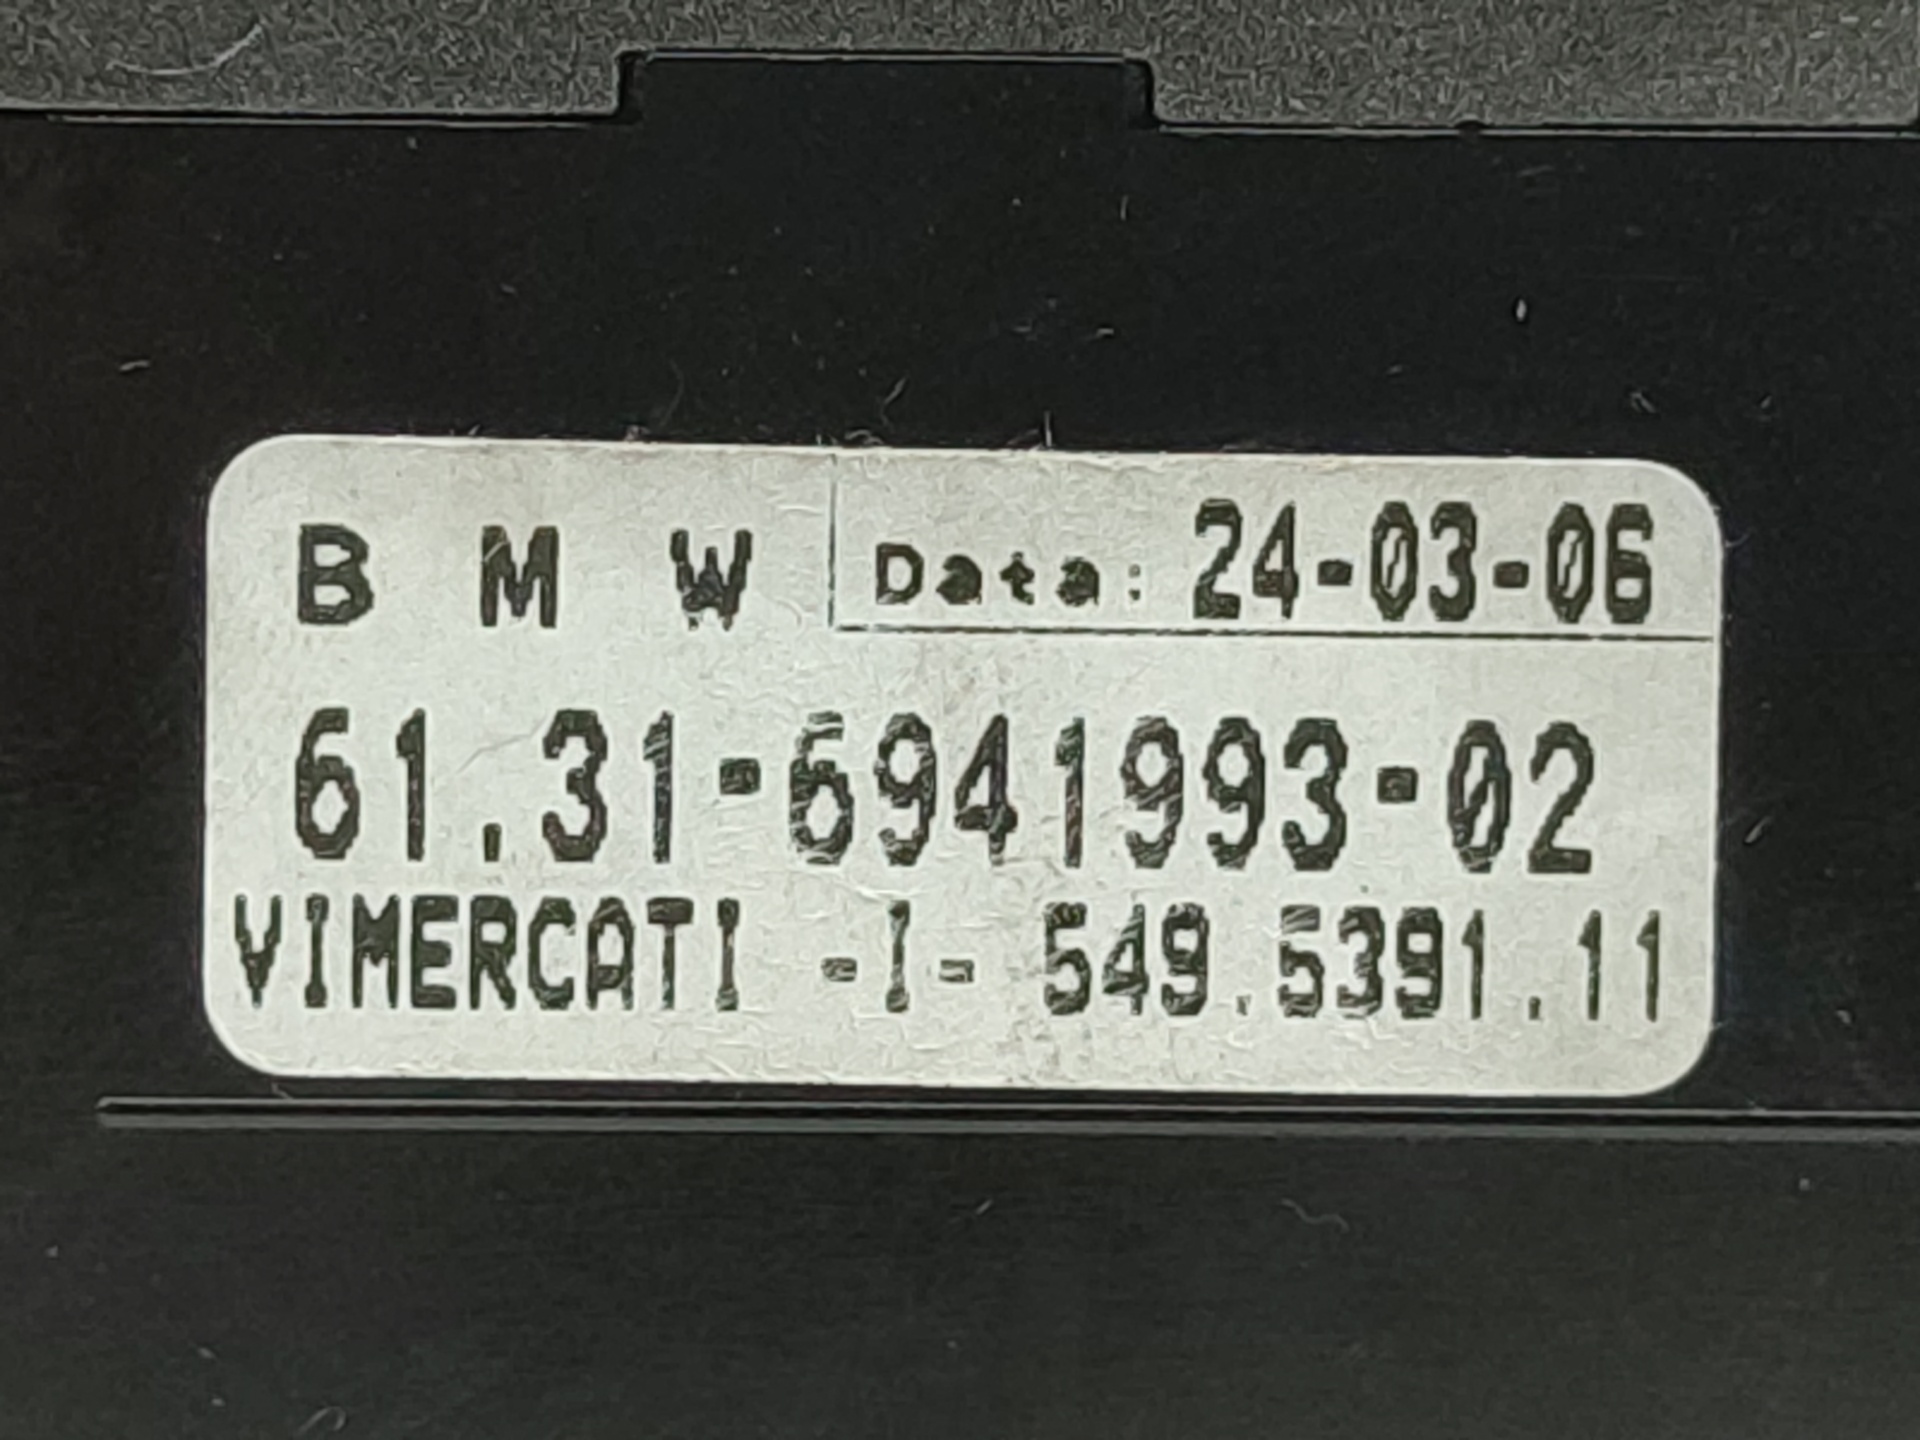 B M W Data: 24-03-06
61.31-6941993-02
VIMERCATI -I- 549.5391.11